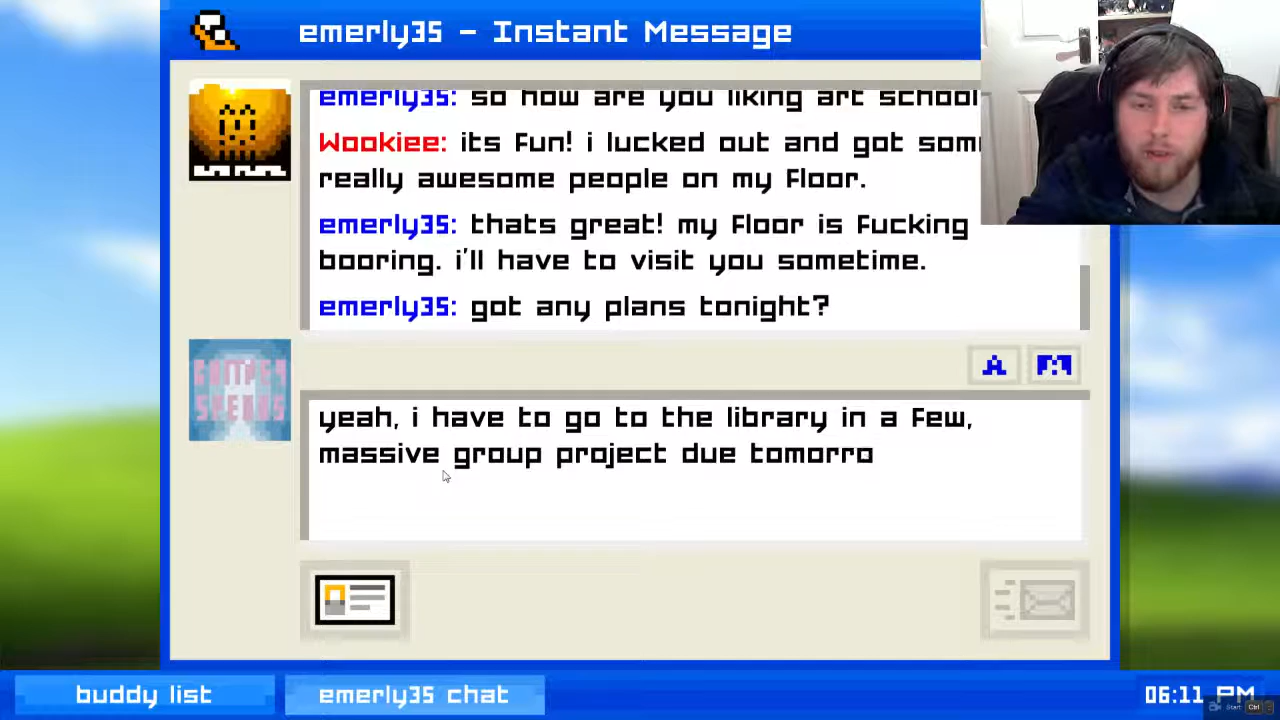 emerly35 - Instant Message
emerly35: so how are you liking art school
Wookiee: its fun! i lucked out and got som
really awesome people on my floor.
emerly35: thats great! my floor is fucking
booring. i'll have to visit you sometime.
emerly35: got any plans tonight?
A
yeah, i have to go to the library in a few,
massive group project due tomorro
buddy list
emerly35 chat
06:11 PM
Start Ctrl